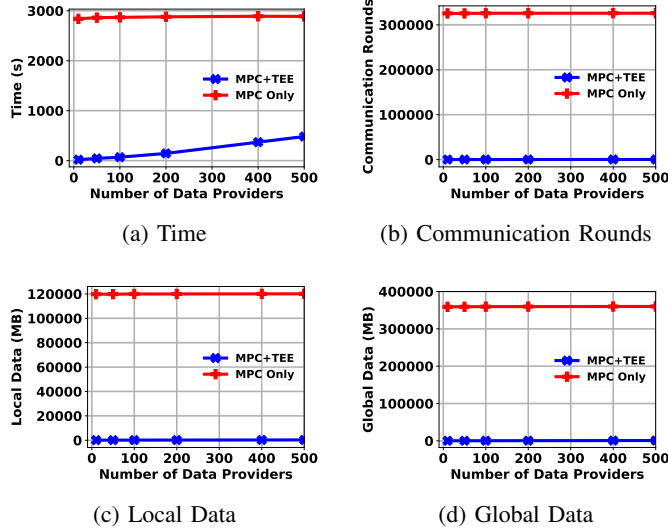 3000
2000
1000
0
Time (s)
MPC+TEE
MPC Only
0 100 200 300 400 500
Number of Data Providers
(a) Time
300000
200000
100000
0
Communication Rounds
MPC+TEE
MPC Only
0 100 200 300 400 500
Number of Data Providers
(b) Communication Rounds
120000
100000
80000
60000
40000
20000
0
Local Data (MB)
MPC+TEE
MPC Only
0 100 200 300 400 500
Number of Data Providers
(c) Local Data
400000
300000
200000
100000
0
Global Data (MB)
MPC+TEE
MPC Only
0 100 200 300 400 500
Number of Data Providers
(d) Global Data